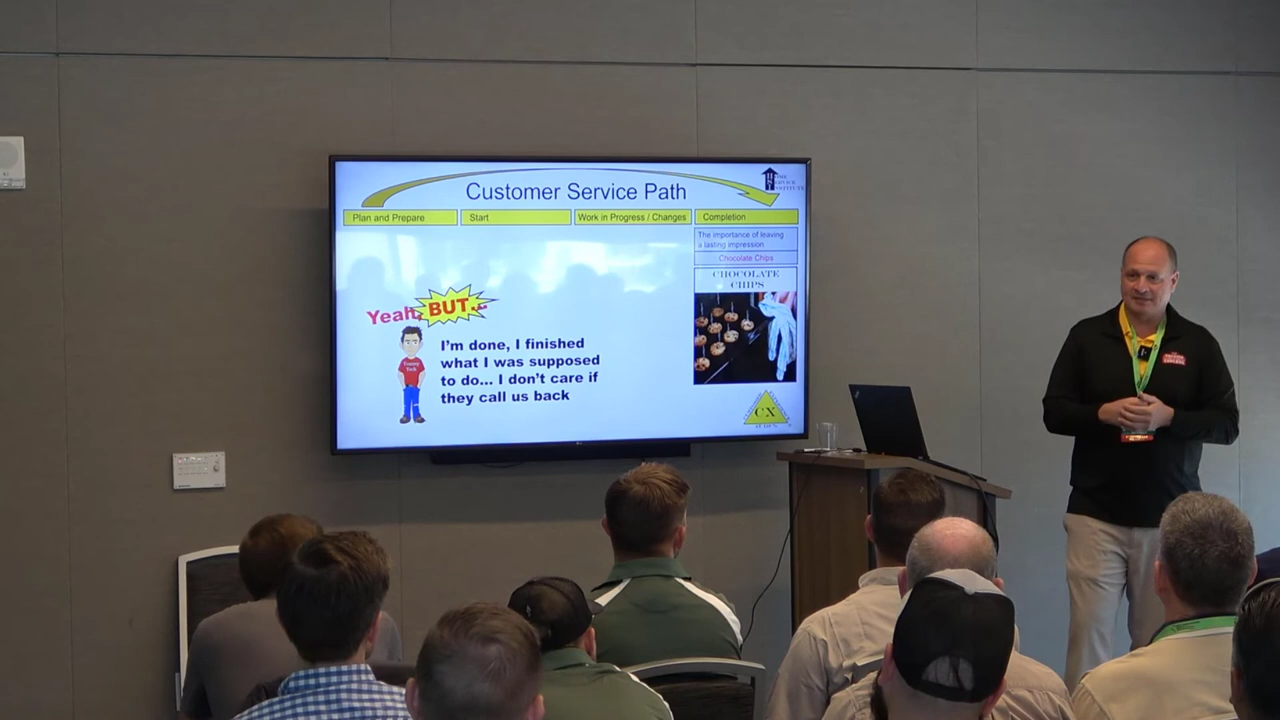 Customer Service Path
Plan and Prepare
Start
Work in Progress / Changes
Completion
The importance of leaving
a lasting impression
Chocolate Chips
CHOCOLATE
CHIPS
Yeah, BUT...
I'm done, I finished
what I was supposed
to do... I don't care if
they call us back
CX